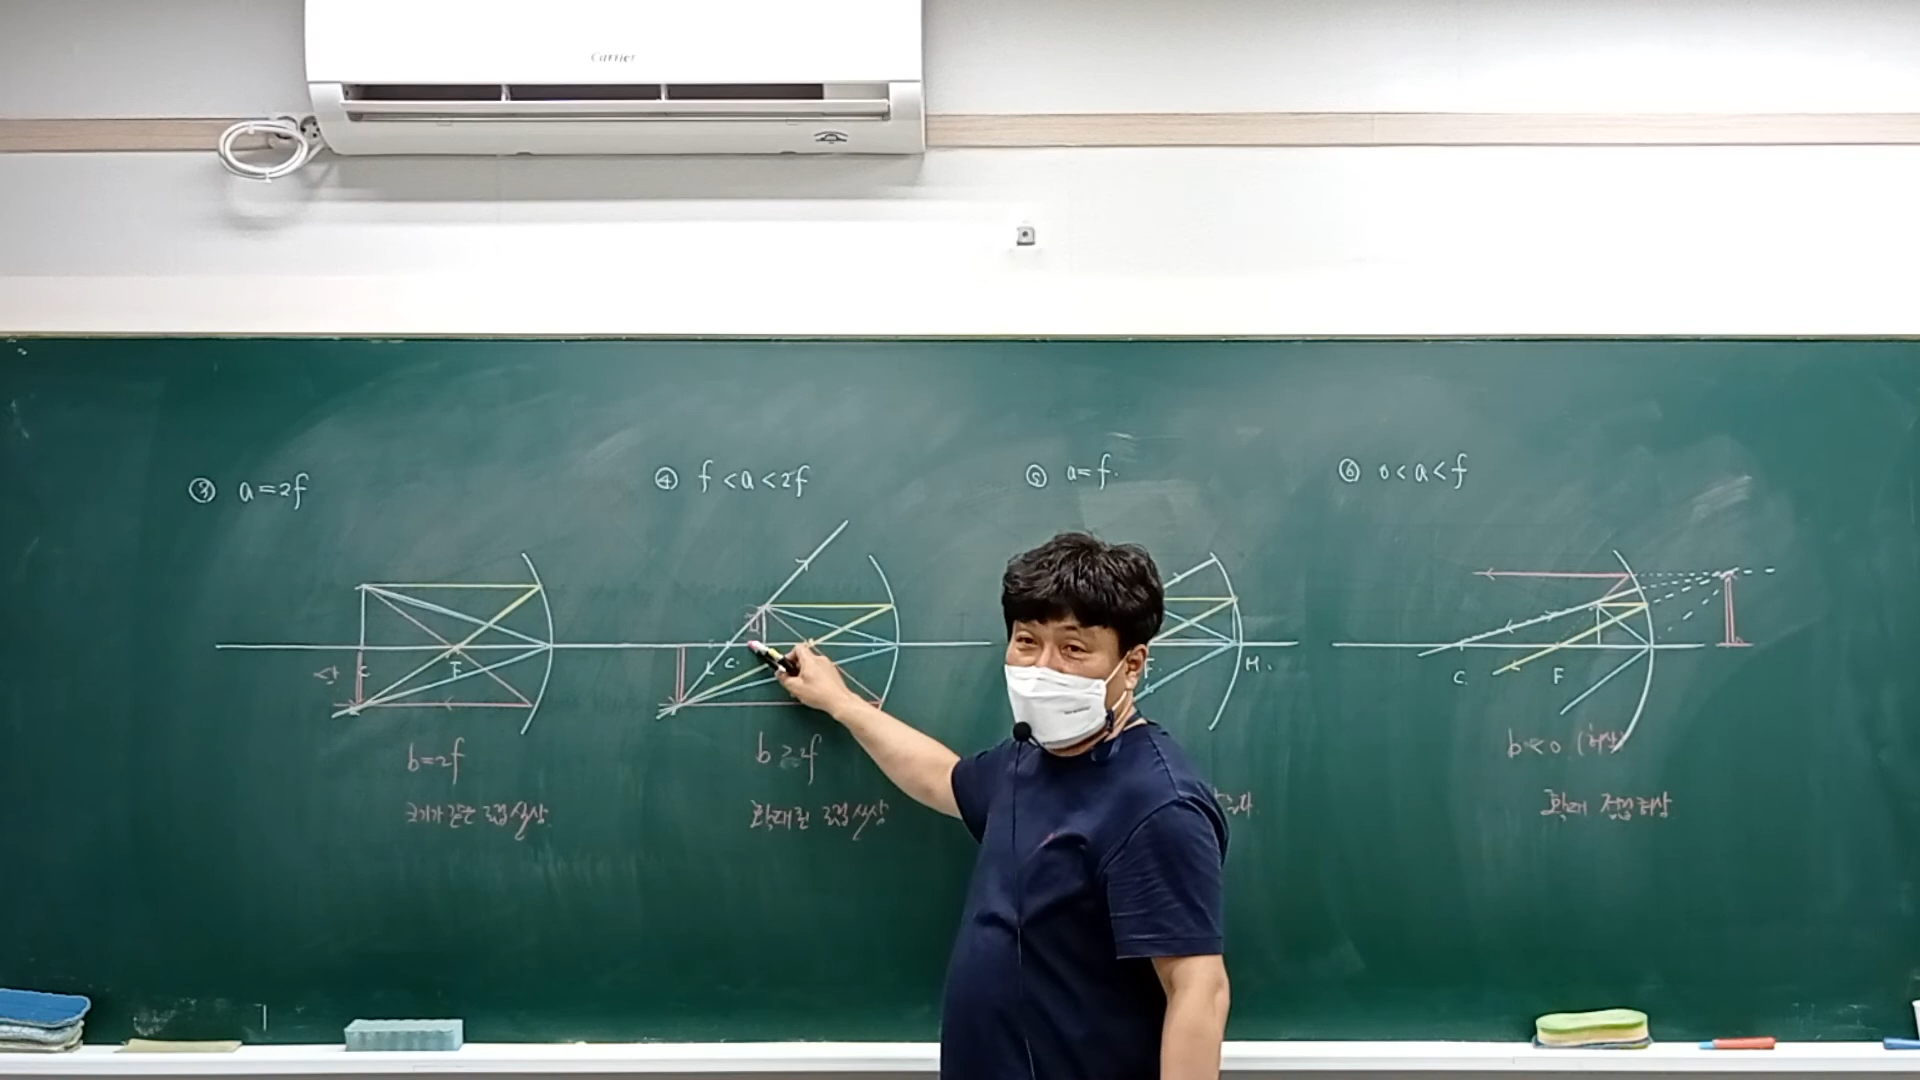 Carrier
③ a=2f
④ f<a<2f
⑤ a=f.
⑥ 0<a<f
C F
C.
F. H.
C. F
b=2f
b≥2f
b<0 (허상)
크기가 같은 도립실상
확대된 도립실상
확대 정립허상